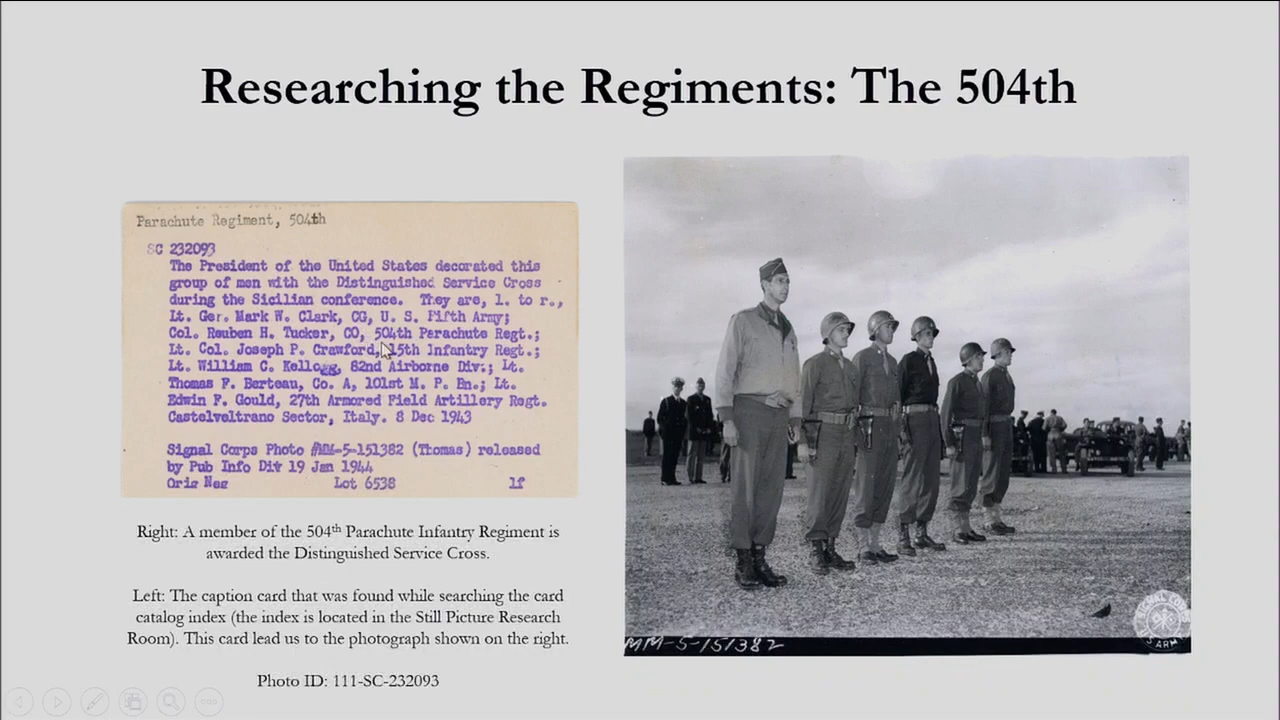 Researching the Regiments: The 504th
Parachute Regiment, 504th
SC 232093
The President of the United States decorated this
group of men with the Distinguished Service Cross
during the Sicilian conference. They are, l. to r.,
Lt. Gen. Mark W. Clark, CG, U. S. Fifth Army;
Col. Reuben H. Tucker, CO, 504th Parachute Regt.;
Lt. Col. Joseph P. Crawford, 15th Infantry Regt.;
Lt. William C. Kellogg, 82nd Airborne Div.; Lt.
Thomas F. Berteau, Co. A, 101st M. P. Bn.; Lt.
Edwin F. Gould, 27th Armored Field Artillery Regt.
Castelveltrano Sector, Italy. 8 Dec 1943
Signal Corps Photo #MM-5-151382 (Thomas) released
by Pub Info Div 19 Jan 1944
Orig Neg Lot 6538 lf
Right: A member of the 504th Parachute Infantry Regiment is
awarded the Distinguished Service Cross.
Left: The caption card that was found while searching the card
catalog index (the index is located in the Still Picture Research
Room). This card lead us to the photograph shown on the right.
Photo ID: 111-SC-232093
MM-5-151382